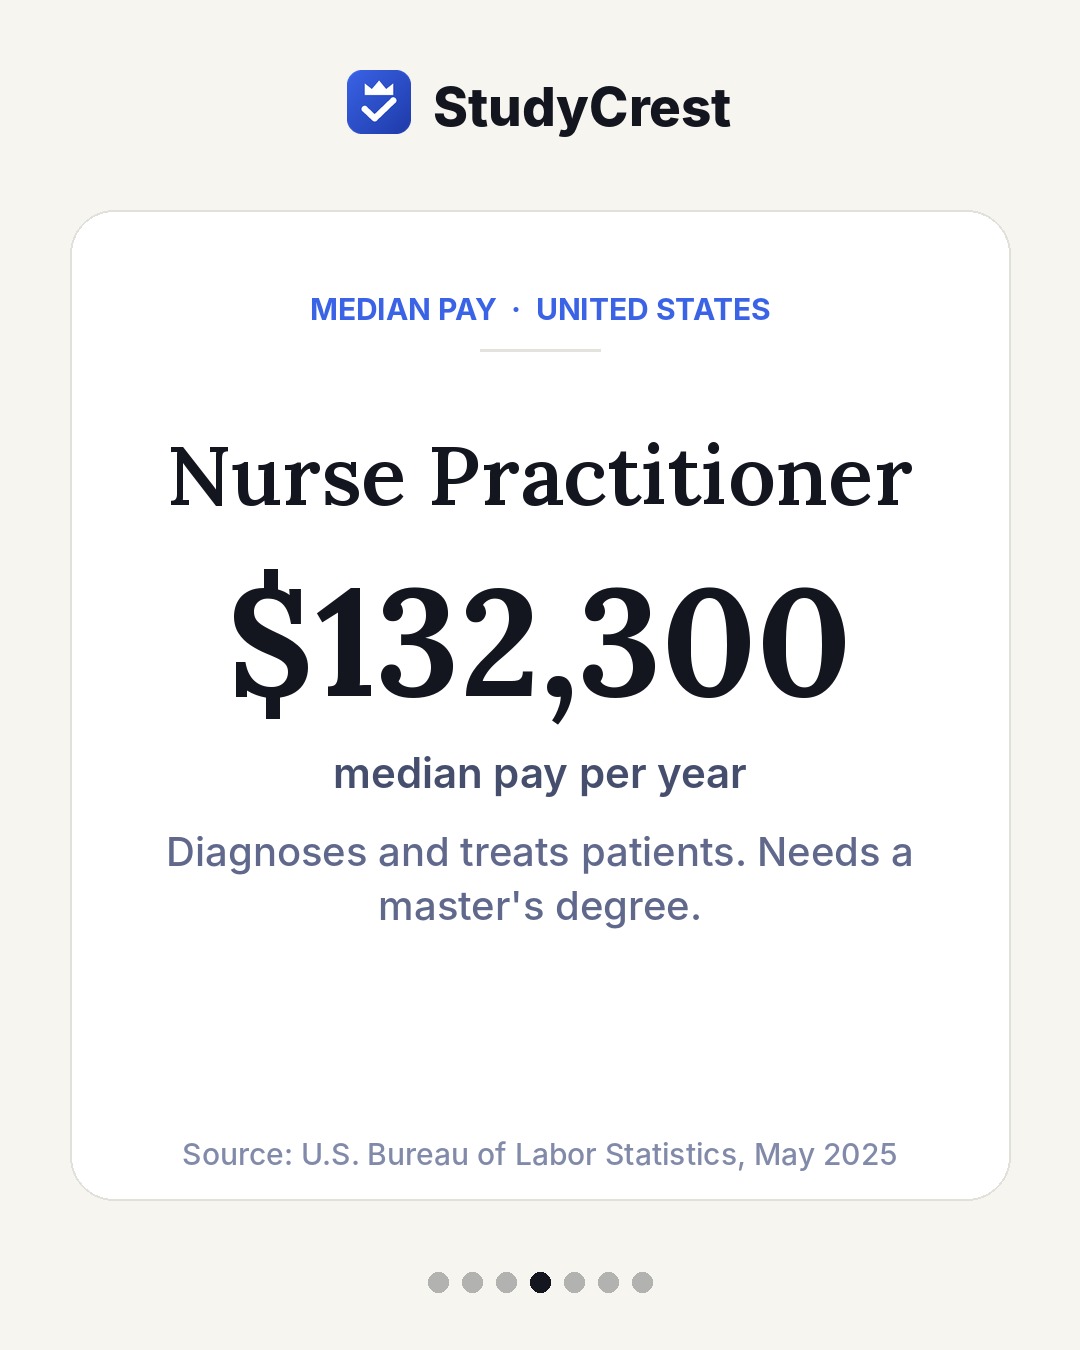 StudyCrest
MEDIAN PAY · UNITED STATES
Nurse Practitioner
$132,300
median pay per year
Diagnoses and treats patients. Needs a
master's degree.
Source: U.S. Bureau of Labor Statistics, May 2025